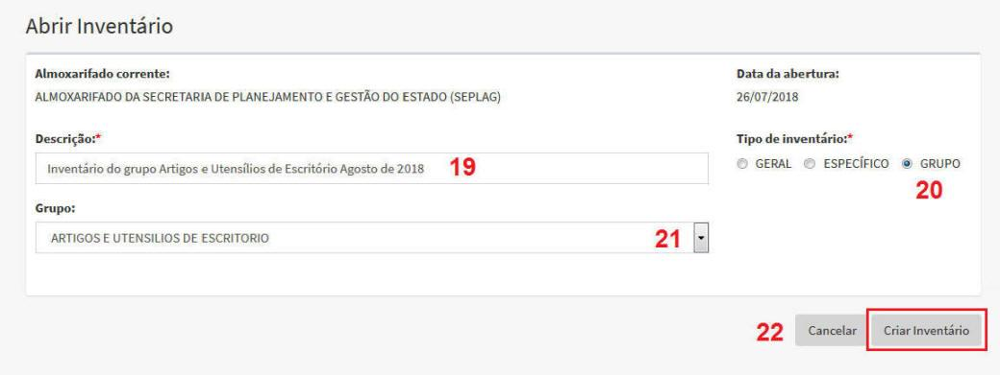 Abrir Inventário
Almoxarifado corrente:
ALMOXARIFADO DA SECRETARIA DE PLANEJAMENTO E GESTÃO DO ESTADO (SEPLAG)
Data da abertura:
26/07/2018
Descrição:*
Inventário do grupo Artigos e Utensílios de Escritório Agosto de 2018 19
Tipo de inventário:*
GERAL ESPECÍFICO GRUPO
20
Grupo:
ARTIGOS E UTENSILIOS DE ESCRITORIO 21
22 Cancelar Criar Inventário